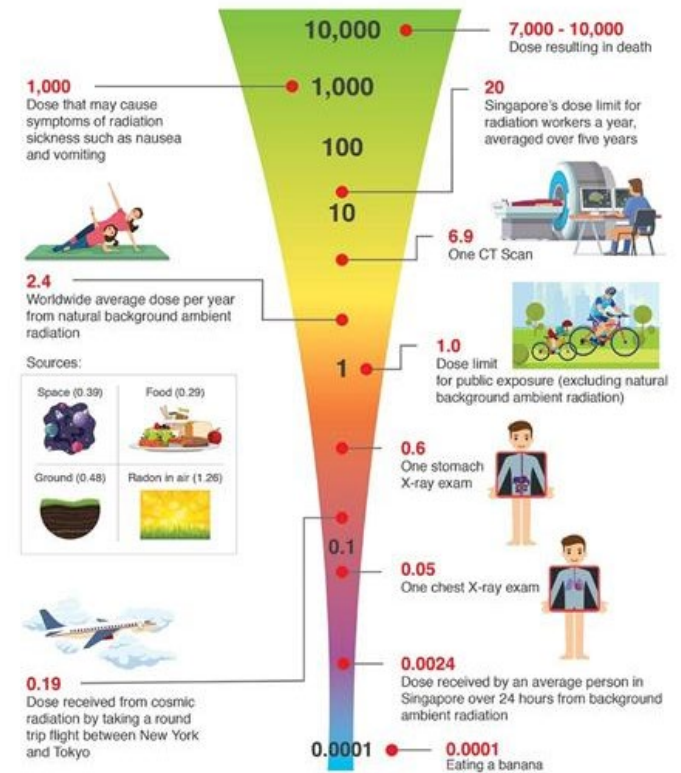 10,000
7,000 - 10,000
Dose resulting in death
1,000
Dose that may cause
symptoms of radiation
sickness such as nausea
and vomiting
1,000
20
Singapore's dose limit for
radiation workers a year,
averaged over five years
100
10
6.9
One CT Scan
2.4
Worldwide average dose per year
from natural background ambient
radiation
1
1.0
Dose limit
for public exposure (excluding natural
background ambient radiation)
Sources:
Space (0.39)
Food (0.29)
Ground (0.48)
Radon in air (1.26)
0.6
One stomach
X-ray exam
0.1
0.05
One chest X-ray exam
0.19
Dose received from cosmic
radiation by taking a round
trip flight between New York
and Tokyo
0.0024
Dose received by an average person in
Singapore over 24 hours from background
ambient radiation
0.0001
0.0001
Eating a banana